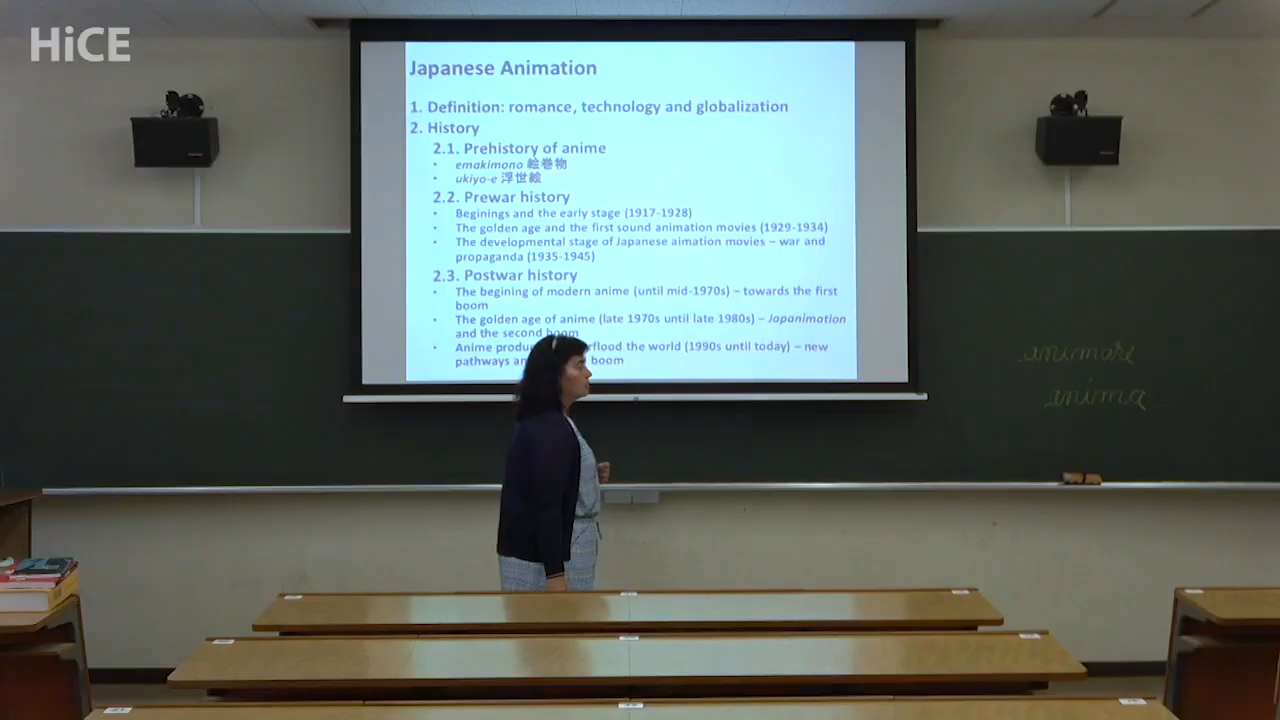 HiCE
Japanese Animation
1. Definition: romance, technology and globalization
2. History
2.1. Prehistory of anime
• emakimono 絵巻物
• ukiyo-e 浮世絵
2.2. Prewar history
• Beginings and the early stage (1917-1928)
• The golden age and the first sound animation movies (1929-1934)
• The developmental stage of Japanese aimation movies – war and
propaganda (1935-1945)
2.3. Postwar history
• The begining of modern anime (until mid-1970s) – towards the first
boom
• The golden age of anime (late 1970s until late 1980s) – Japanimation
and the second boom
• Anime produ rflood the world (1990s until today) – new
pathways an boom
animare
anima